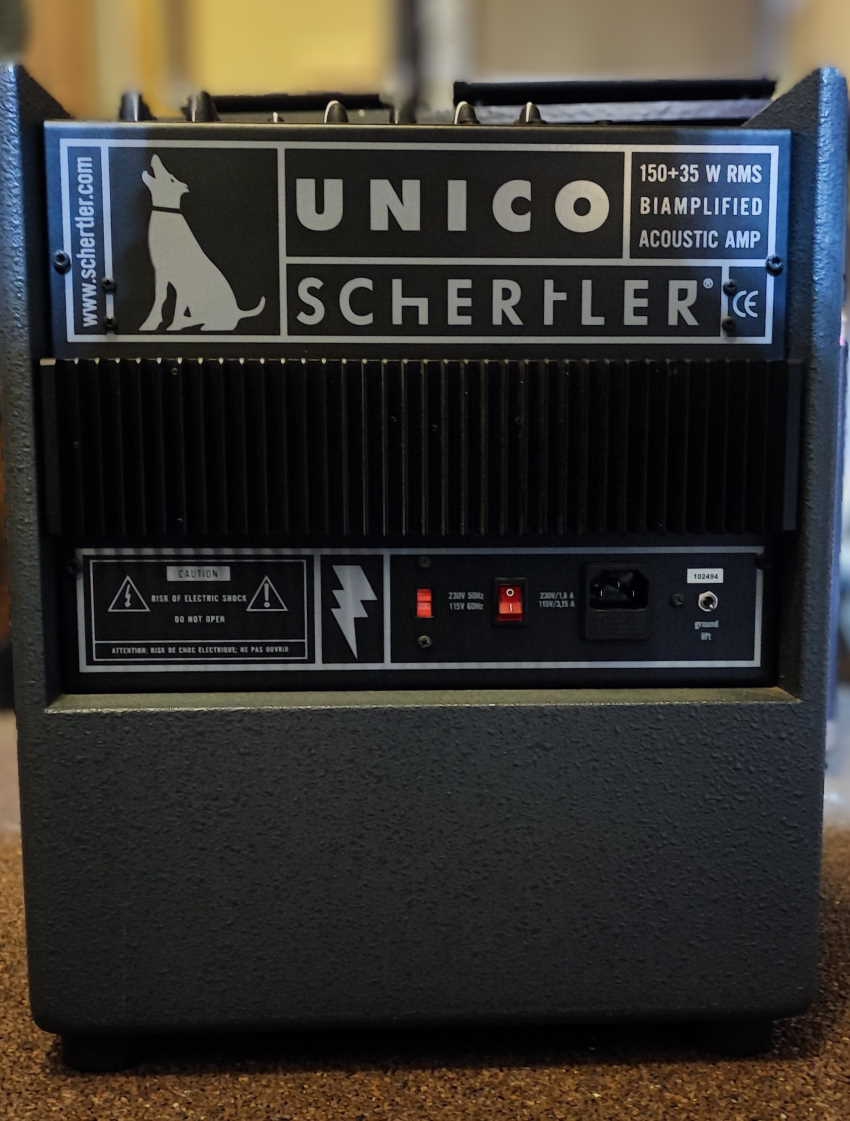 www.schertler.com
UNICO
SCHERTLER®
150+35 W RMS
BIAMPLIFIED
ACOUSTIC AMP
CE
CAUTION
RISK OF ELECTRIC SHOCK
DO NOT OPEN
ATTENTION: RISK DE CHOC ELECTRIQUE; NE PAS OUVRIR
230V 50Hz
115V 60Hz
230V/1,6 A
115V/3,15 A
102494
ground
lift